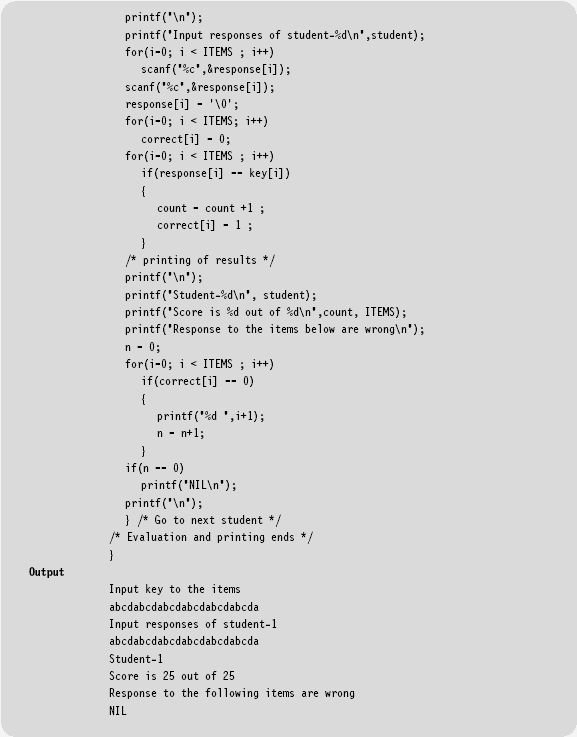 printf("\n");
printf("Input responses of student-%d\n",student);
for(i=0; i < ITEMS ; i++)
scanf("%c",&response[i]);
scanf("%c",&response[i]);
response[i] = '\0';
for(i=0; i < ITEMS; i++)
correct[i] = 0;
for(i=0; i < ITEMS ; i++)
if(response[i] == key[i])
{
count = count +1 ;
correct[i] = 1 ;
}
/* printing of results */
printf("\n");
printf("Student-%d\n", student);
printf("Score is %d out of %d\n",count, ITEMS);
printf("Response to the items below are wrong\n");
n = 0;
for(i=0; i < ITEMS ; i++)
if(correct[i] == 0)
{
printf("%d ",i+1);
n = n+1;
}
if(n == 0)
printf("NIL\n");
printf("\n");
} /* Go to next student */
/* Evaluation and printing ends */
}
Output
Input key to the items
abcdabcdabcdabcdabcdabcda
Input responses of student-1
abcdabcdabcdabcdabcdabcda
Student-1
Score is 25 out of 25
Response to the following items are wrong
NIL